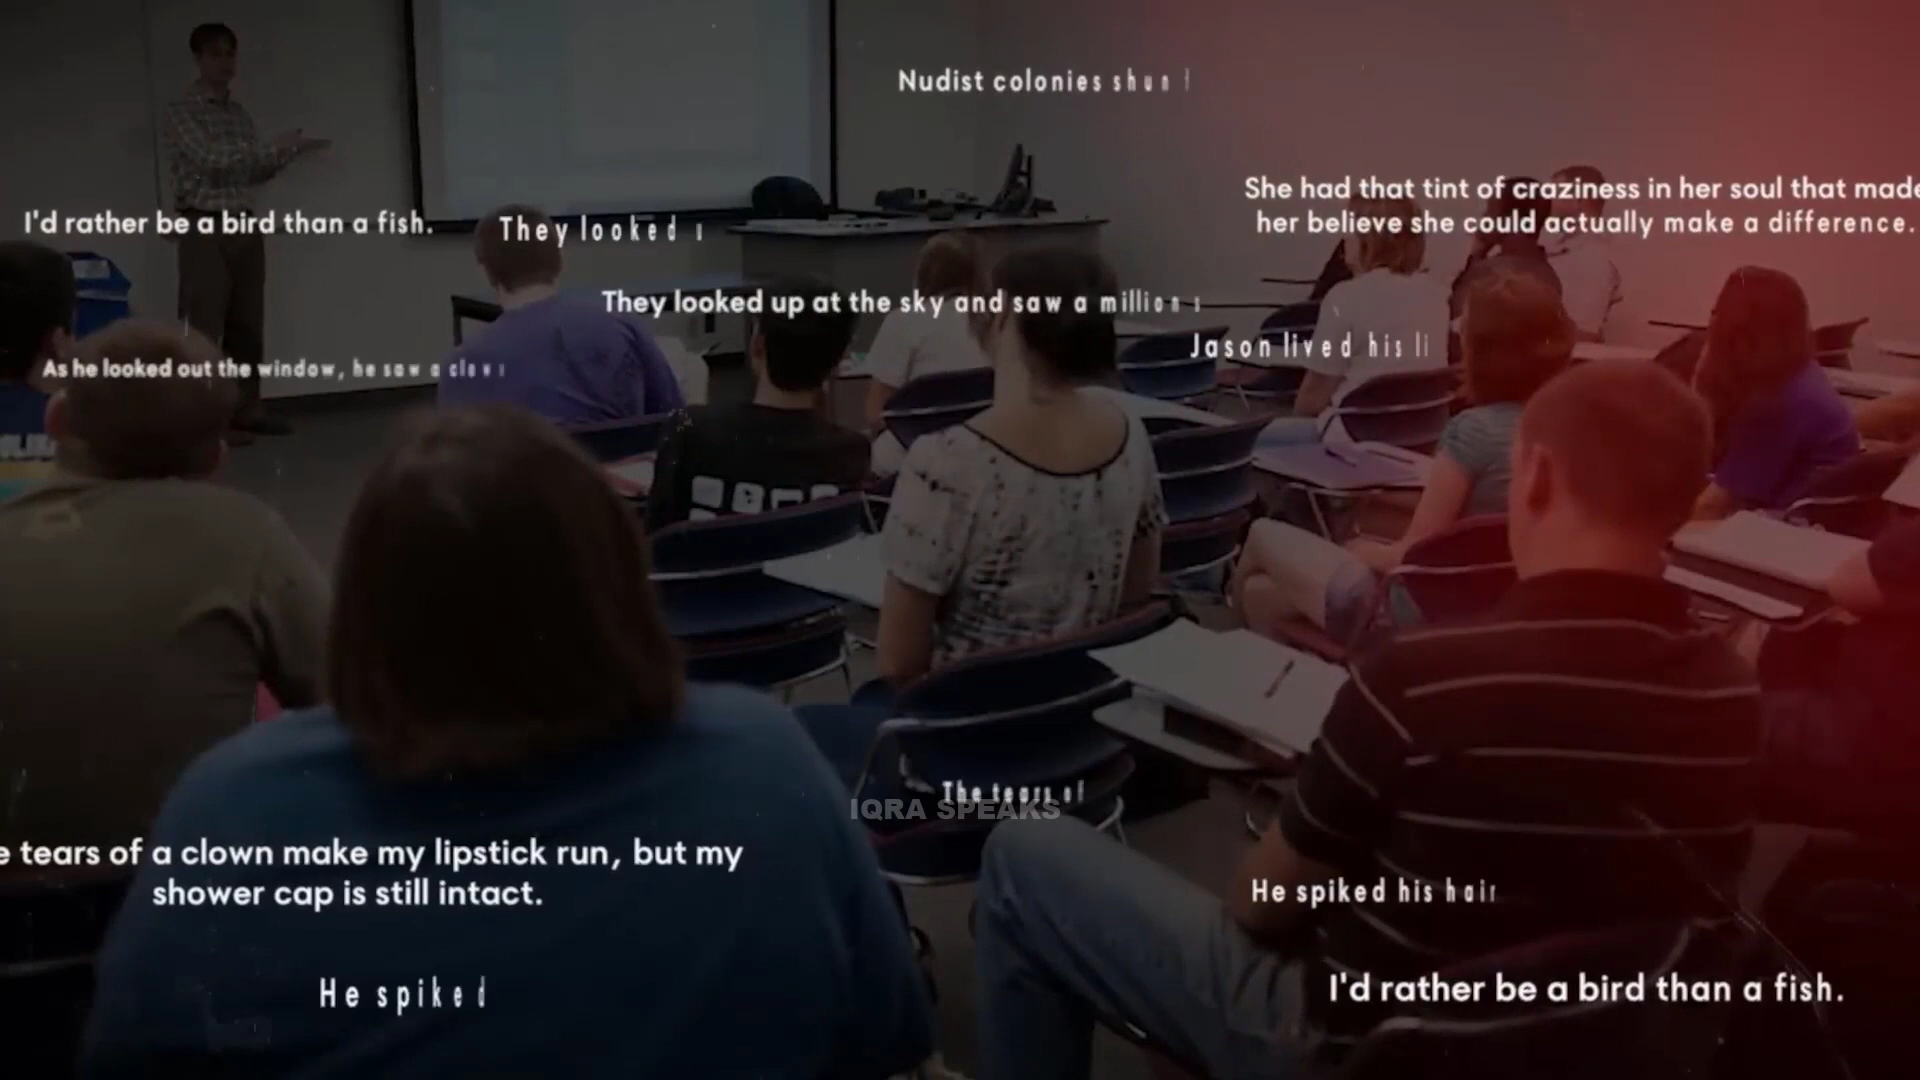 Nudist colonies shun
She had that tint of craziness in her soul that made
her believe she could actually make a difference.
I'd rather be a bird than a fish.
They looked
They looked up at the sky and saw a million
Jason lived his li
As he looked out the window, he saw a clow
The tears of
IQRA SPEAKS
e tears of a clown make my lipstick run, but my
shower cap is still intact.
He spiked his hair
He spiked
I'd rather be a bird than a fish.